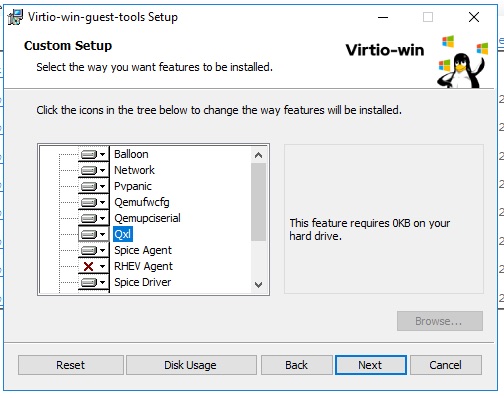 Virtio-win-guest-tools Setup
Custom Setup
Select the way you want features to be installed.
Virtio-win
Click the icons in the tree below to change the way features will be installed.
Balloon
Network
Pvpanic
Qemufwcfg
Qemupciserial
Qxl
Spice Agent
RHEV Agent
Spice Driver
This feature requires 0KB on your
hard drive.
Browse...
Reset
Disk Usage
Back
Next
Cancel